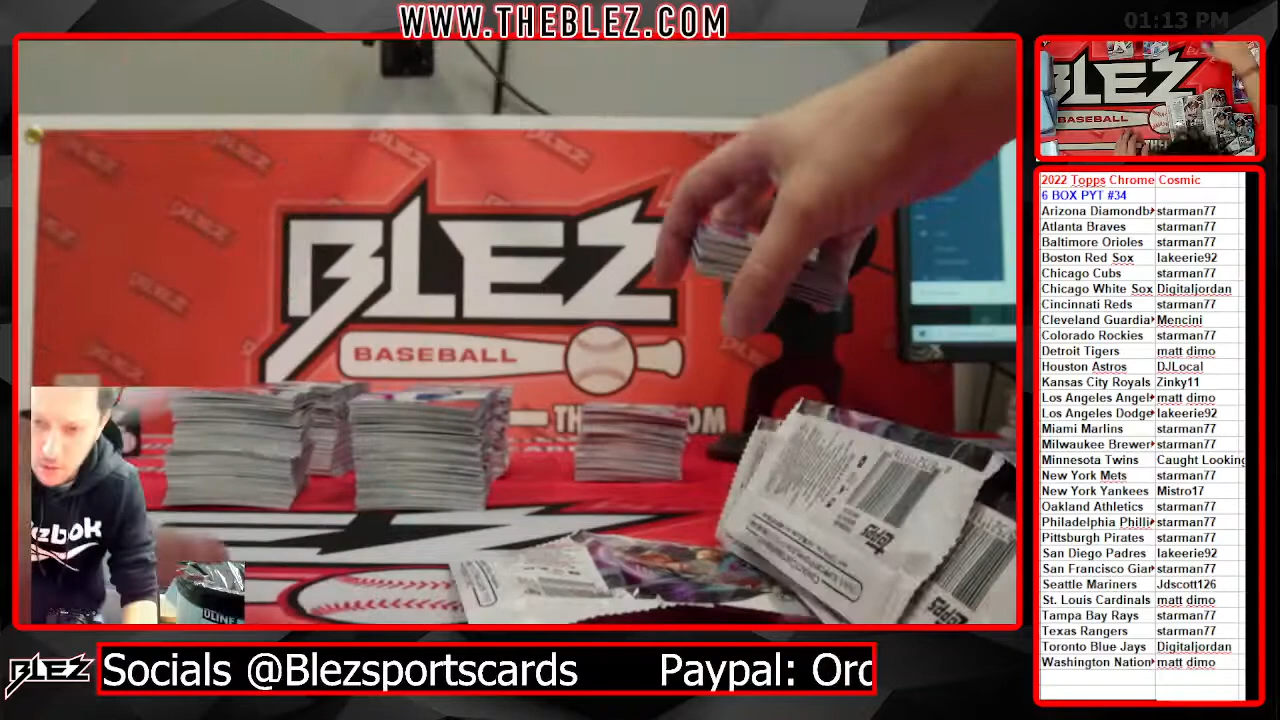 WWW.THEBLEZ.COM
01:13 PM
BLEZ
BASEBALL
BLEZ
BASEBALL
2022 Topps Chrome Cosmic
6 BOX PYT #34
Arizona Diamondb starman77
Atlanta Braves starman77
Baltimore Orioles starman77
Boston Red Sox lakeerie92
Chicago Cubs starman77
Chicago White Sox Digitaljordan
Cincinnati Reds starman77
Cleveland Guardia Mencini
Colorado Rockies starman77
Detroit Tigers matt dimo
Houston Astros DJLocal
Kansas City Royals Zinky11
Los Angeles Angel matt dimo
Los Angeles Dodge lakeerie92
Miami Marlins starman77
Milwaukee Brewer starman77
Minnesota Twins Caught Looking
New York Mets starman77
New York Yankees Mistro17
Oakland Athletics starman77
Philadelphia Philli starman77
Pittsburgh Pirates starman77
San Diego Padres lakeerie92
San Francisco Gian starman77
Seattle Mariners Jdscott126
St. Louis Cardinals matt dimo
Tampa Bay Rays starman77
Texas Rangers starman77
Toronto Blue Jays Digitaljordan
Washington Nation matt dimo
topps
BLEZ
Socials @Blezsportscards Paypal: Ord